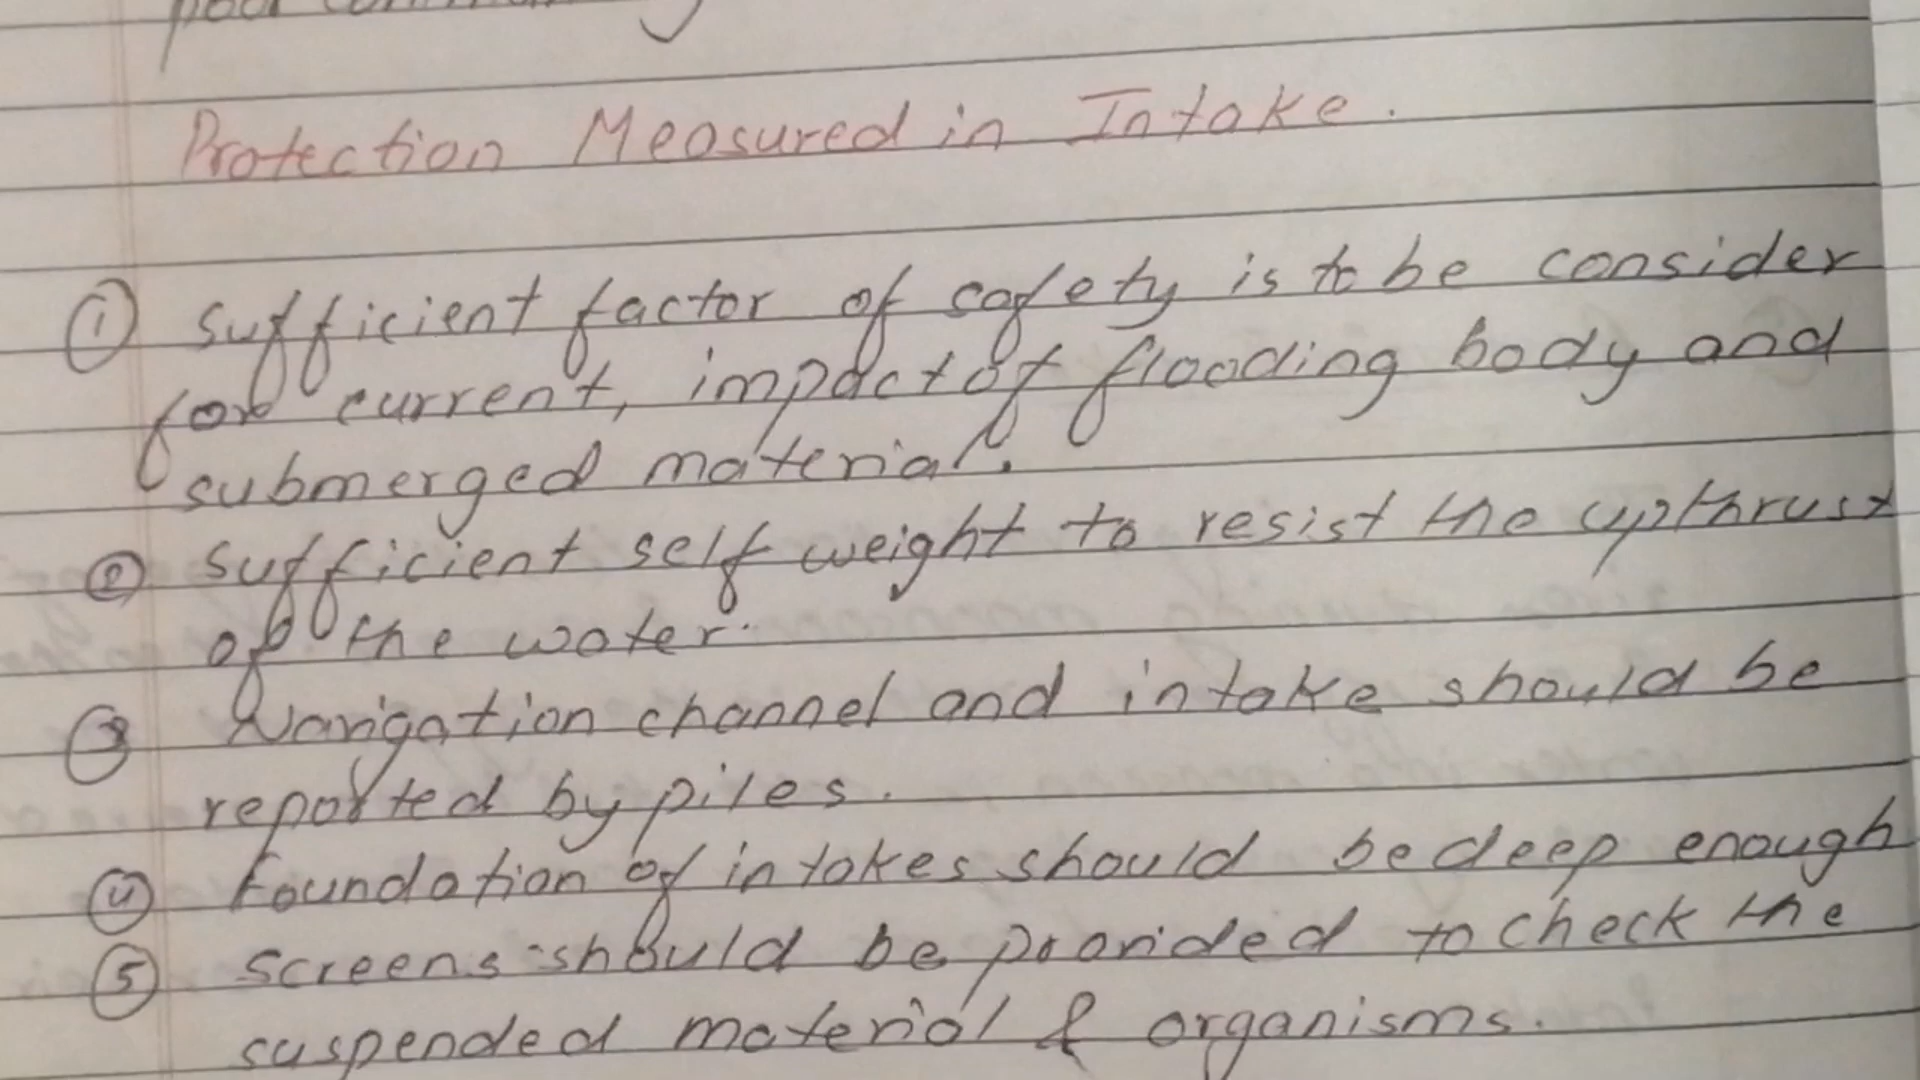 Protection Measured in Intake.
① sufficient factor of safety is to be consider
for current, impact of flooding body and
submerged material.
② sufficient self weight to resist the upthrust
of the water.
③ Navigation channel and intake should be
reported by piles.
④ Foundation of intakes should be deep enough
⑤ screens should be provided to check the
suspended material & organisms.